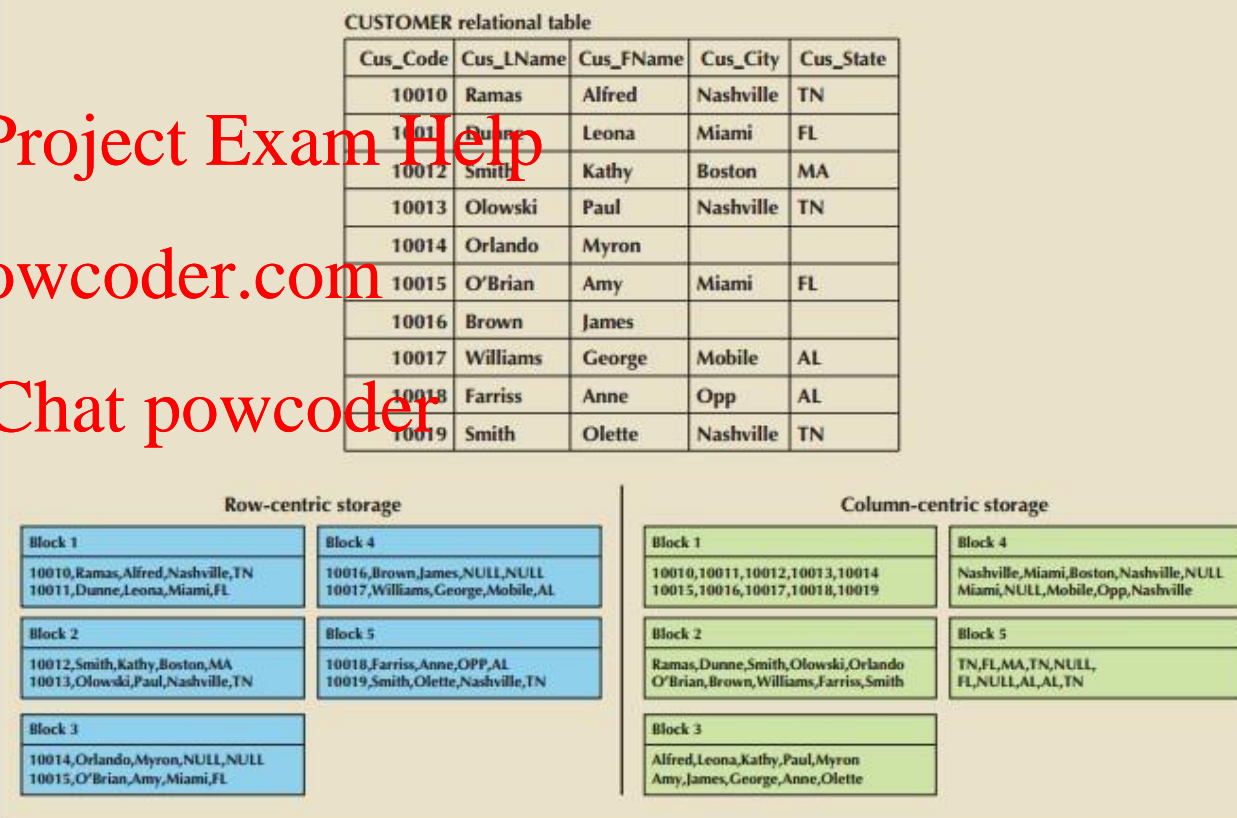 CUSTOMER relational table
Cus_Code Cus_LName Cus_FName Cus_City Cus_State
10010 Ramas Alfred Nashville TN
Project Exam Help
10011 Dunne Leona Miami FL
10012 Smith Kathy Boston MA
10013 Olowski Paul Nashville TN
10014 Orlando Myron
owcoder.com
10015 O'Brian Amy Miami FL
10016 Brown James
10017 Williams George Mobile AL
Chat powcoder
10018 Farriss Anne Opp AL
10019 Smith Olette Nashville TN
Row-centric storage
Block 1
10010,Ramas,Alfred,Nashville,TN
10011,Dunne,Leona,Miami,FL
Block 2
10012,Smith,Kathy,Boston,MA
10013,Olowski,Paul,Nashville,TN
Block 3
10014,Orlando,Myron,NULL,NULL
10015,O'Brian,Amy,Miami,FL
Block 4
10016,Brown,James,NULL,NULL
10017,Williams,George,Mobile,AL
Block 5
10018,Farriss,Anne,OPP,AL
10019,Smith,Olette,Nashville,TN
Column-centric storage
Block 1
10010,10011,10012,10013,10014
10015,10016,10017,10018,10019
Block 2
Ramas,Dunne,Smith,Olowski,Orlando
O'Brian,Brown,Williams,Farriss,Smith
Block 3
Alfred,Leona,Kathy,Paul,Myron
Amy,James,George,Anne,Olette
Block 4
Nashville,Miami,Boston,Nashville,NULL
Miami,NULL,Mobile,Opp,Nashville
Block 5
TN,FL,MA,TN,NULL,
FL,NULL,AL,AL,TN